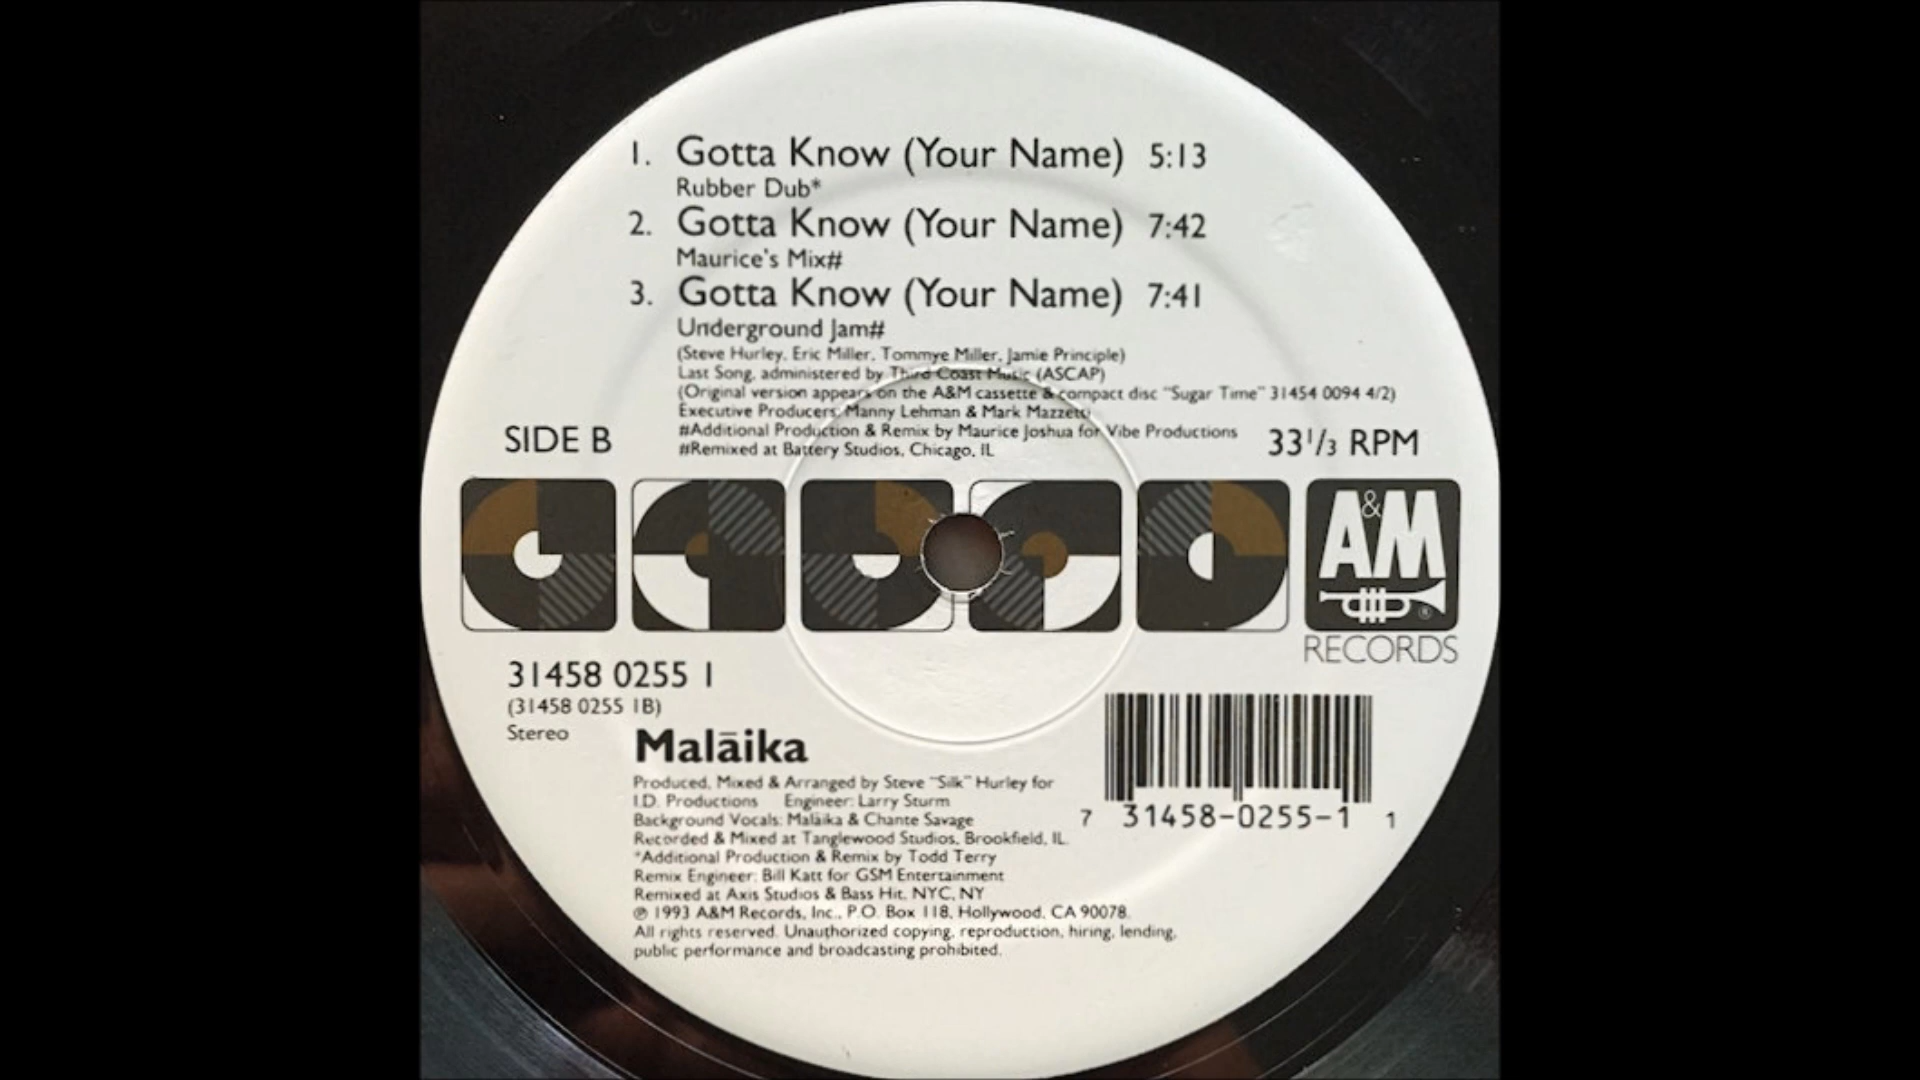 1. Gotta Know (Your Name) 5:13
Rubber Dub*
2. Gotta Know (Your Name) 7:42
Maurice's Mix#
3. Gotta Know (Your Name) 7:41
Underground Jam#
(Steve Hurley, Eric Miller, Tommye Miller, Jamie Principle)
Last Song, administered by Third Coast Music (ASCAP)
(Original version appears on the A&M cassette & compact disc "Sugar Time" 31454 0094 4/2)
Executive Producers: Manny Lehman & Mark Mazzetti
#Additional Production & Remix by Maurice Joshua for Vibe Productions
#Remixed at Battery Studios, Chicago, IL
SIDE B
33 1/3 RPM
A&M
®
RECORDS
31458 0255 1
(31458 0255 1B)
Stereo
Malāika
Produced, Mixed & Arranged by Steve "Silk" Hurley for
I.D. Productions Engineer: Larry Sturm
Background Vocals: Malāika & Chante Savage
Recorded & Mixed at Tanglewood Studios, Brookfield, IL.
*Additional Production & Remix by Todd Terry
Remix Engineer: Bill Katt for GSM Entertainment
Remixed at Axis Studios & Bass Hit, NYC, NY
℗ 1993 A&M Records, Inc., P.O. Box 118, Hollywood, CA 90078.
All rights reserved. Unauthorized copying, reproduction, hiring, lending,
public performance and broadcasting prohibited.
7 31458-0255-1 1